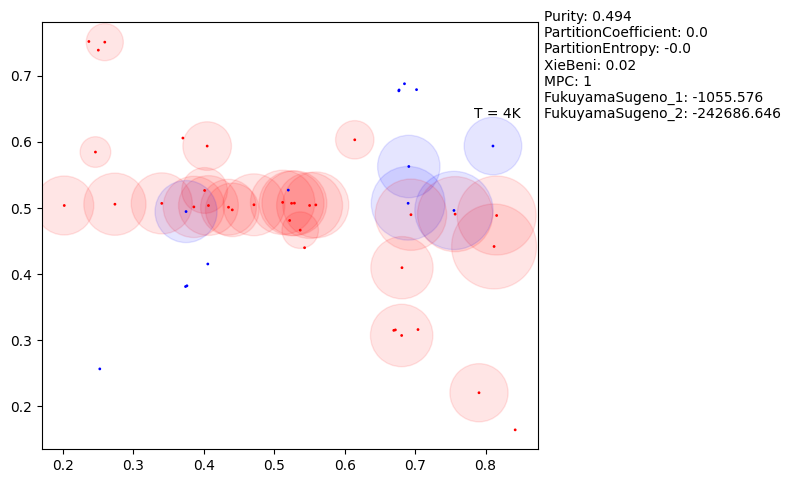 Purity: 0.494
PartitionCoefficient: 0.0
PartitionEntropy: -0.0
XieBeni: 0.02
MPC: 1
FukuyamaSugeno_1: -1055.576
FukuyamaSugeno_2: -242686.646
T = 4K
0.7
0.6
0.5
0.4
0.3
0.2
0.2 0.3 0.4 0.5 0.6 0.7 0.8